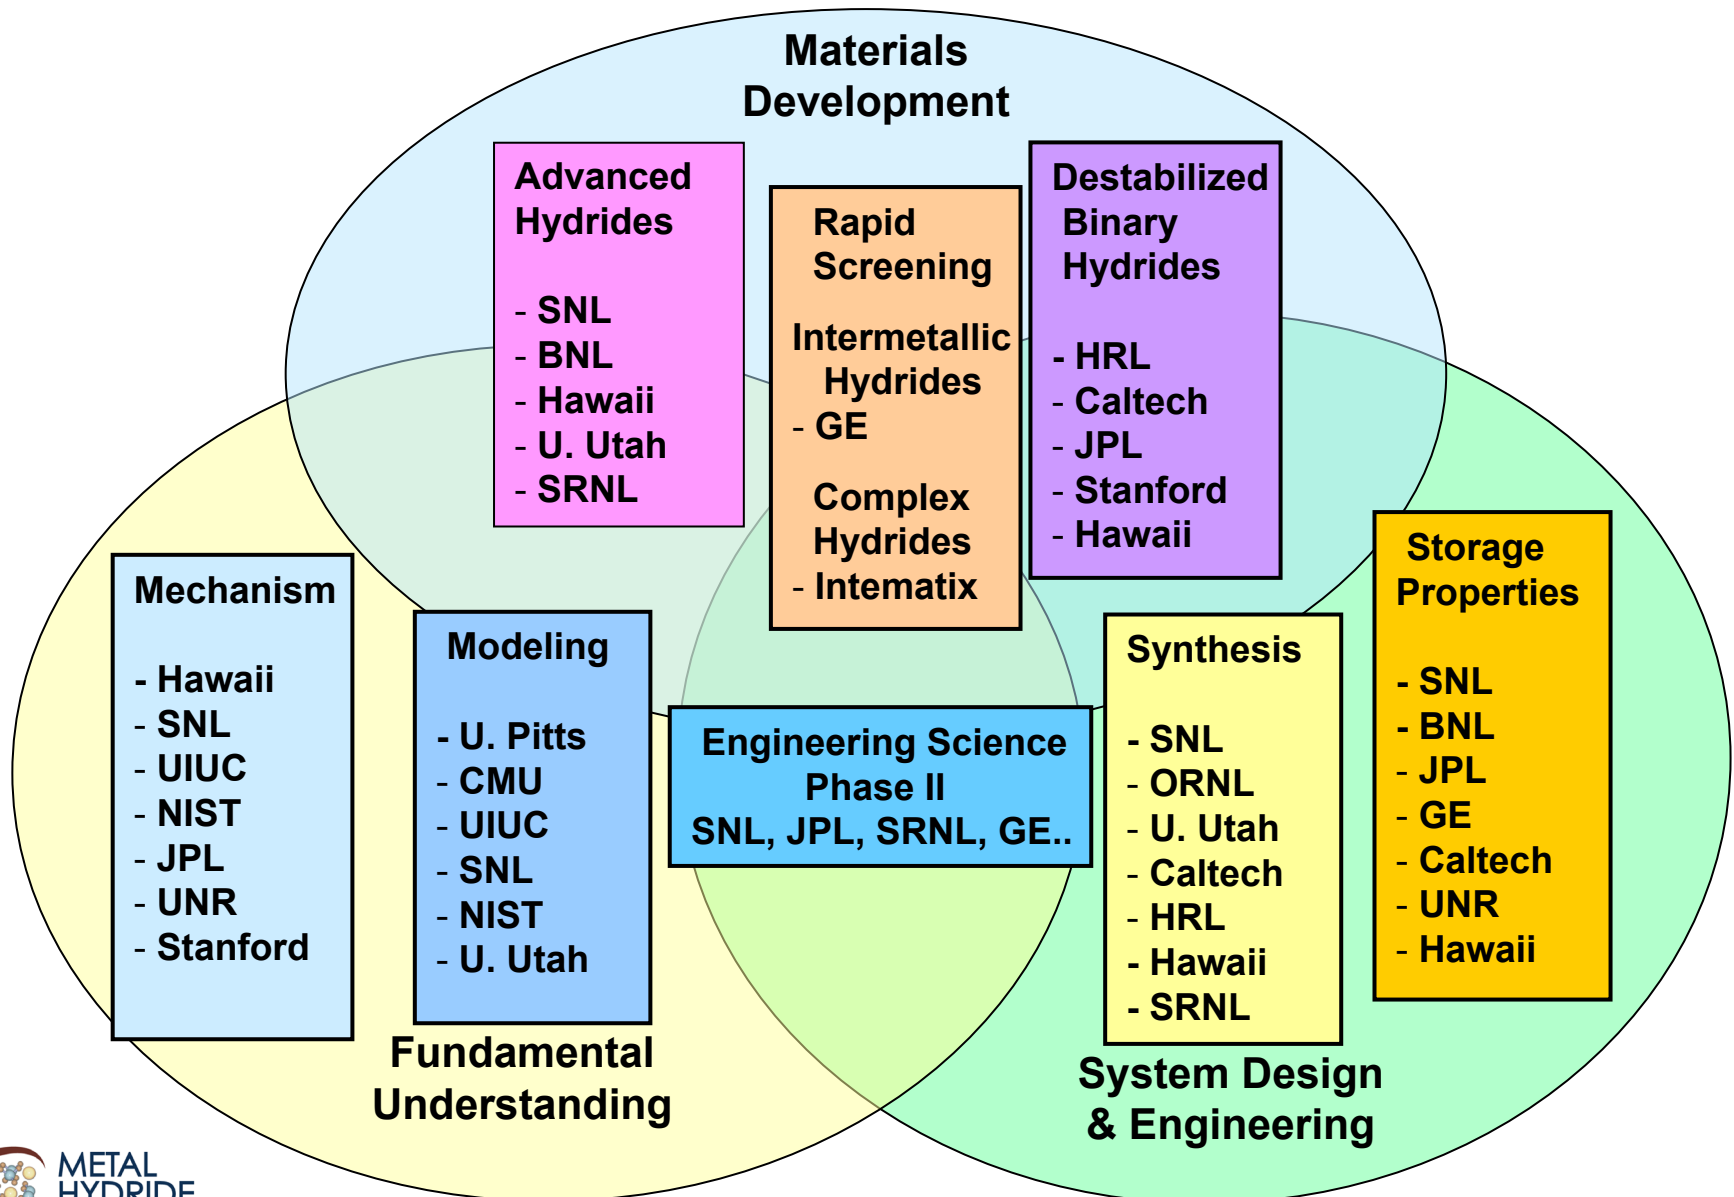 Materials
Development
Advanced
Hydrides
- SNL
- BNL
- Hawaii
- U. Utah
- SRNL
Rapid
Screening
Intermetallic
Hydrides
- GE
Complex
Hydrides
- Intematix
Destabilized
Binary
Hydrides
- HRL
- Caltech
- JPL
- Stanford
- Hawaii
Mechanism
- Hawaii
- SNL
- UIUC
- NIST
- JPL
- UNR
- Stanford
Modeling
- U. Pitts
- CMU
- UIUC
- SNL
- NIST
- U. Utah
Engineering Science
Phase II
SNL, JPL, SRNL, GE..
Synthesis
- SNL
- ORNL
- U. Utah
- Caltech
- HRL
- Hawaii
- SRNL
Storage
Properties
- SNL
- BNL
- JPL
- GE
- Caltech
- UNR
- Hawaii
Fundamental
Understanding
System Design
& Engineering
METAL
HYDRIDE